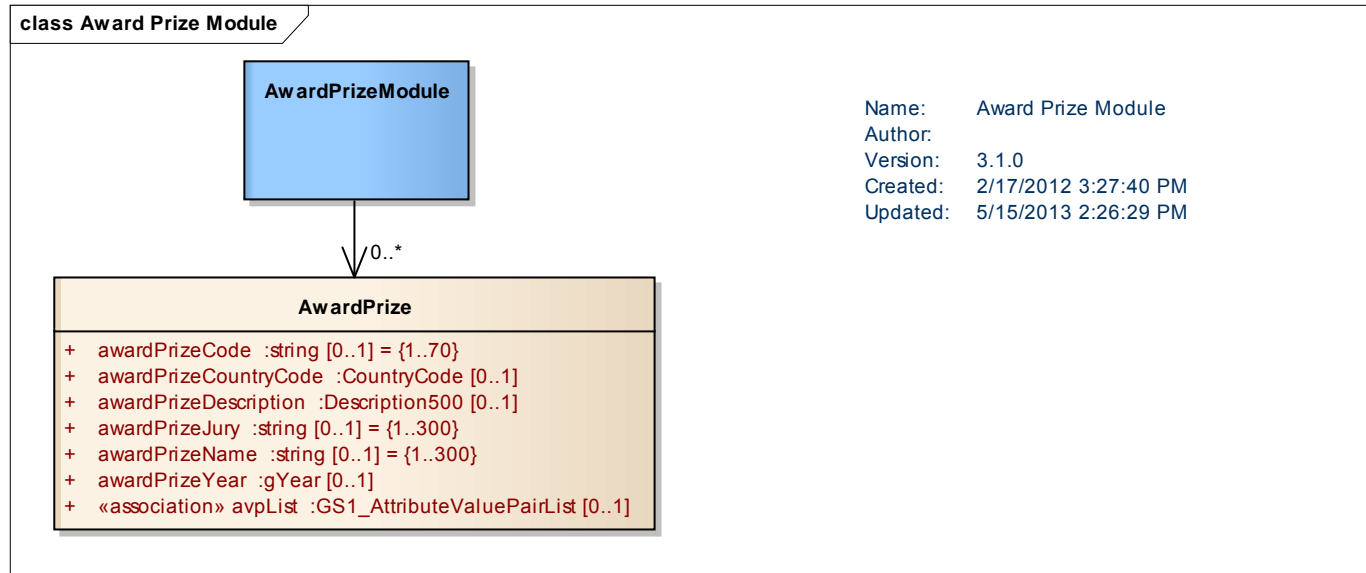 class Award Prize Module
AwardPrizeModule
Name: Award Prize Module
Author:
Version: 3.1.0
Created: 2/17/2012 3:27:40 PM
Updated: 5/15/2013 2:26:29 PM
0..*
AwardPrize
+ awardPrizeCode :string [0..1] = {1..70}
+ awardPrizeCountryCode :CountryCode [0..1]
+ awardPrizeDescription :Description500 [0..1]
+ awardPrizeJury :string [0..1] = {1..300}
+ awardPrizeName :string [0..1] = {1..300}
+ awardPrizeYear :gYear [0..1]
+ «association» avpList :GS1_AttributeValuePairList [0..1]